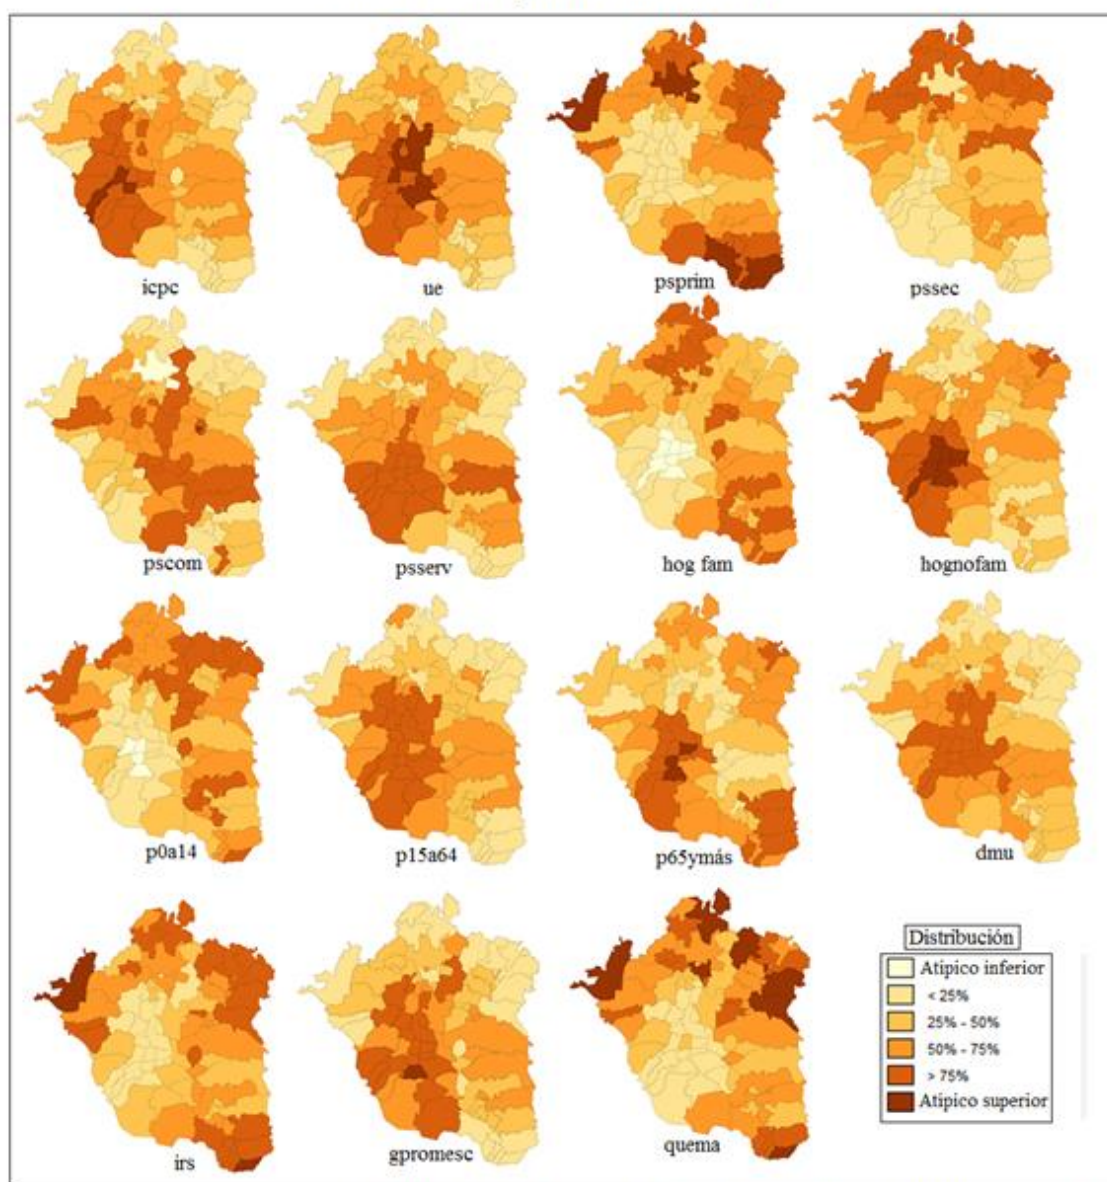 icpc
ue
psprim
pssec
pscom
psserv
hog fam
hognofam
p0a14
p15a64
p65ymás
dmu
irs
gpromesc
quema
Distribución
Atípico inferior
< 25%
25% - 50%
50% - 75%
> 75%
Atípico superior